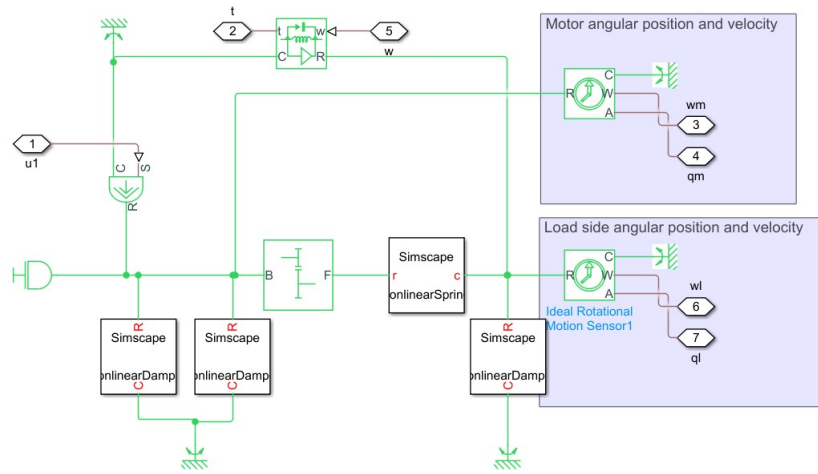 t
2
t
w
5
w
C
R
Motor angular position and velocity
C
R
W
A
wm
3
4
qm
1
u1
C
S
R
Load side angular position and velocity
B
F
Simscape
r
c
onlinearSprin
C
R
W
A
wl
6
Ideal Rotational
Motion Sensor1
7
ql
R
Simscape
onlinearDamp
C
R
Simscape
onlinearDamp
C
R
Simscape
onlinearDamp
C